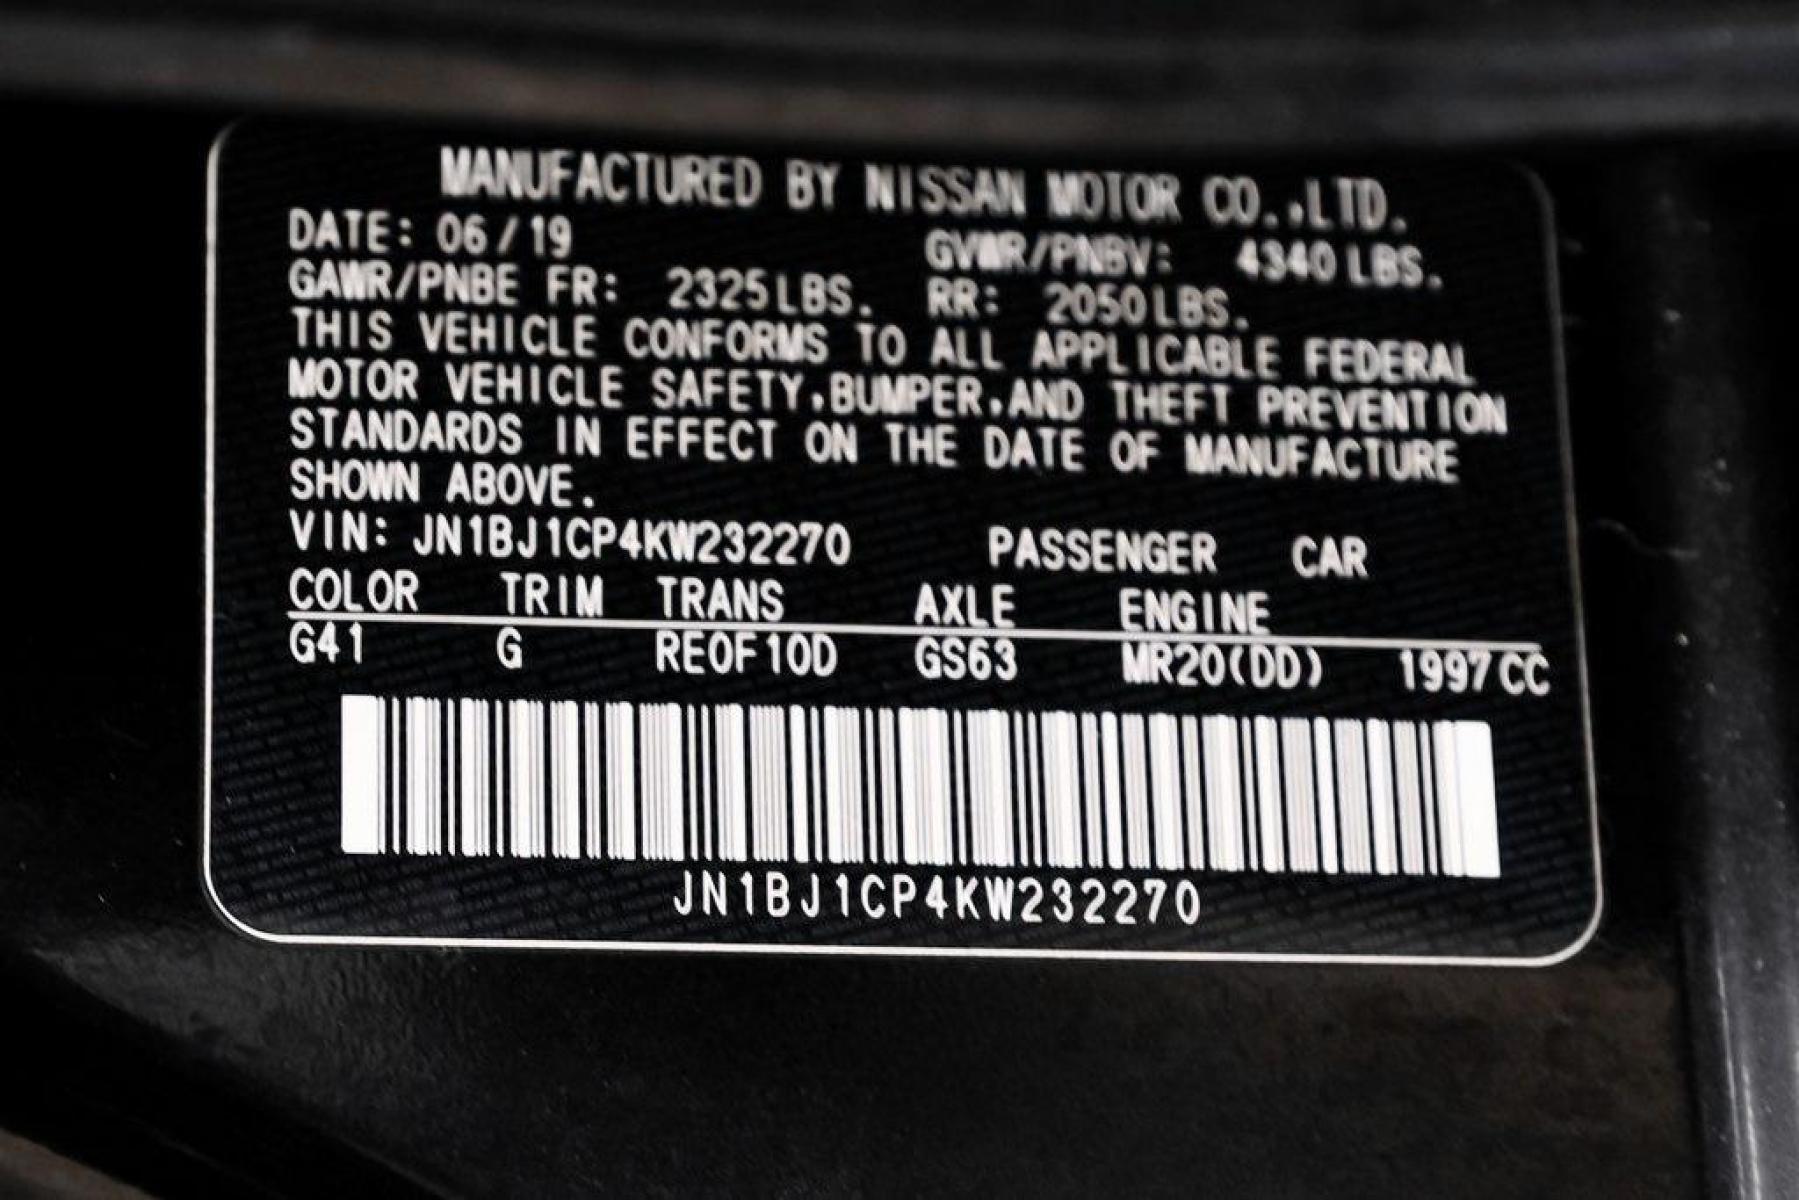 MANUFACTURED BY NISSAN MOTOR CO.,LTD.
DATE: 06/19 GVWR/PNBV: 4340LBS.
GAWR/PNBE FR: 2325LBS. RR: 2050LBS.
THIS VEHICLE CONFORMS TO ALL APPLICABLE FEDERAL
MOTOR VEHICLE SAFETY,BUMPER,AND THEFT PREVENTION
STANDARDS IN EFFECT ON THE DATE OF MANUFACTURE
SHOWN ABOVE.
VIN: JN1BJ1CP4KW232270 PASSENGER CAR
COLOR TRIM TRANS AXLE ENGINE
G41 G RE0F10D GS63 MR20(DD) 1997CC
JN1BJ1CP4KW232270